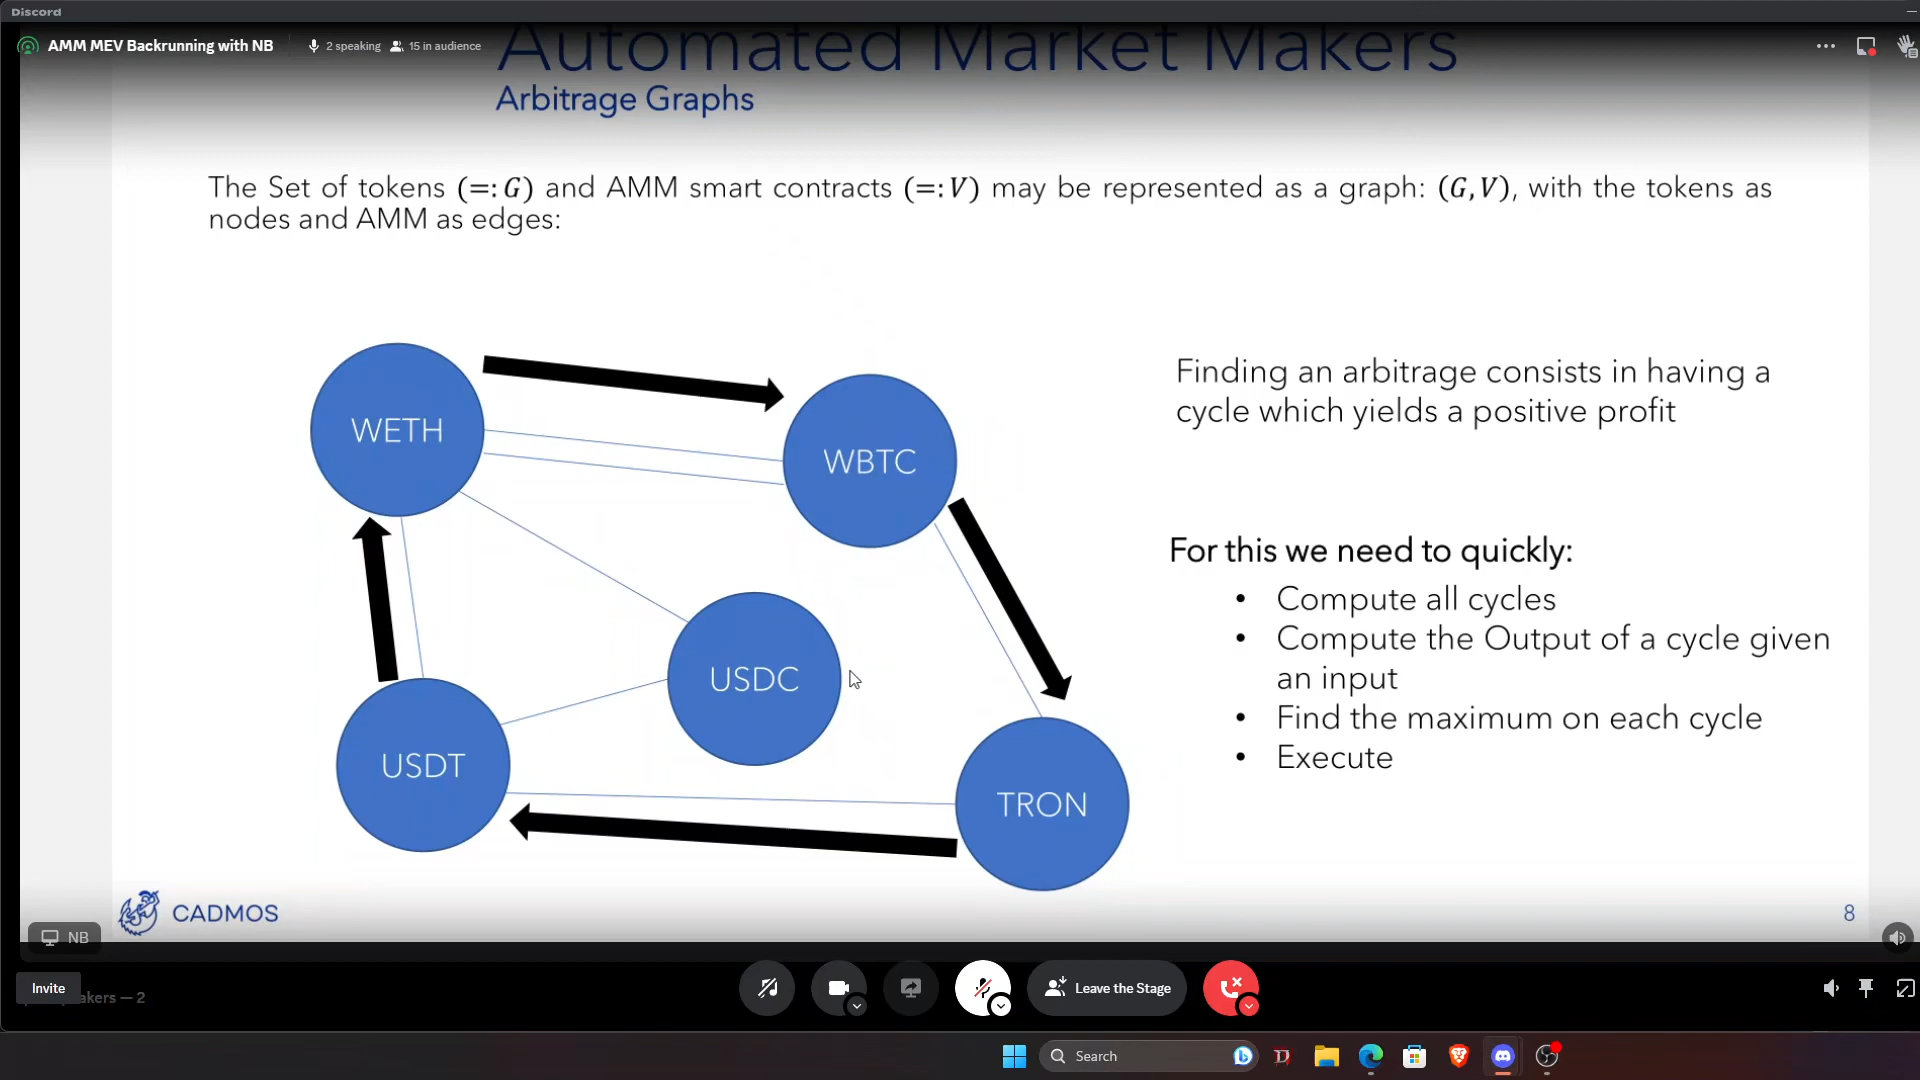 Discord
AMM MEV Backrunning with NB
2 speaking
15 in audience
Automated Market Makers
Arbitrage Graphs
The Set of tokens (=: G) and AMM smart contracts (=: V) may be represented as a graph: (G, V), with the tokens as
nodes and AMM as edges:
WETH
WBTC
USDC
USDT
TRON
Finding an arbitrage consists in having a
cycle which yields a positive profit
For this we need to quickly:
• Compute all cycles
• Compute the Output of a cycle given
an input
• Find the maximum on each cycle
• Execute
CADMOS
8
NB
Invite
akers — 2
Leave the Stage
Search